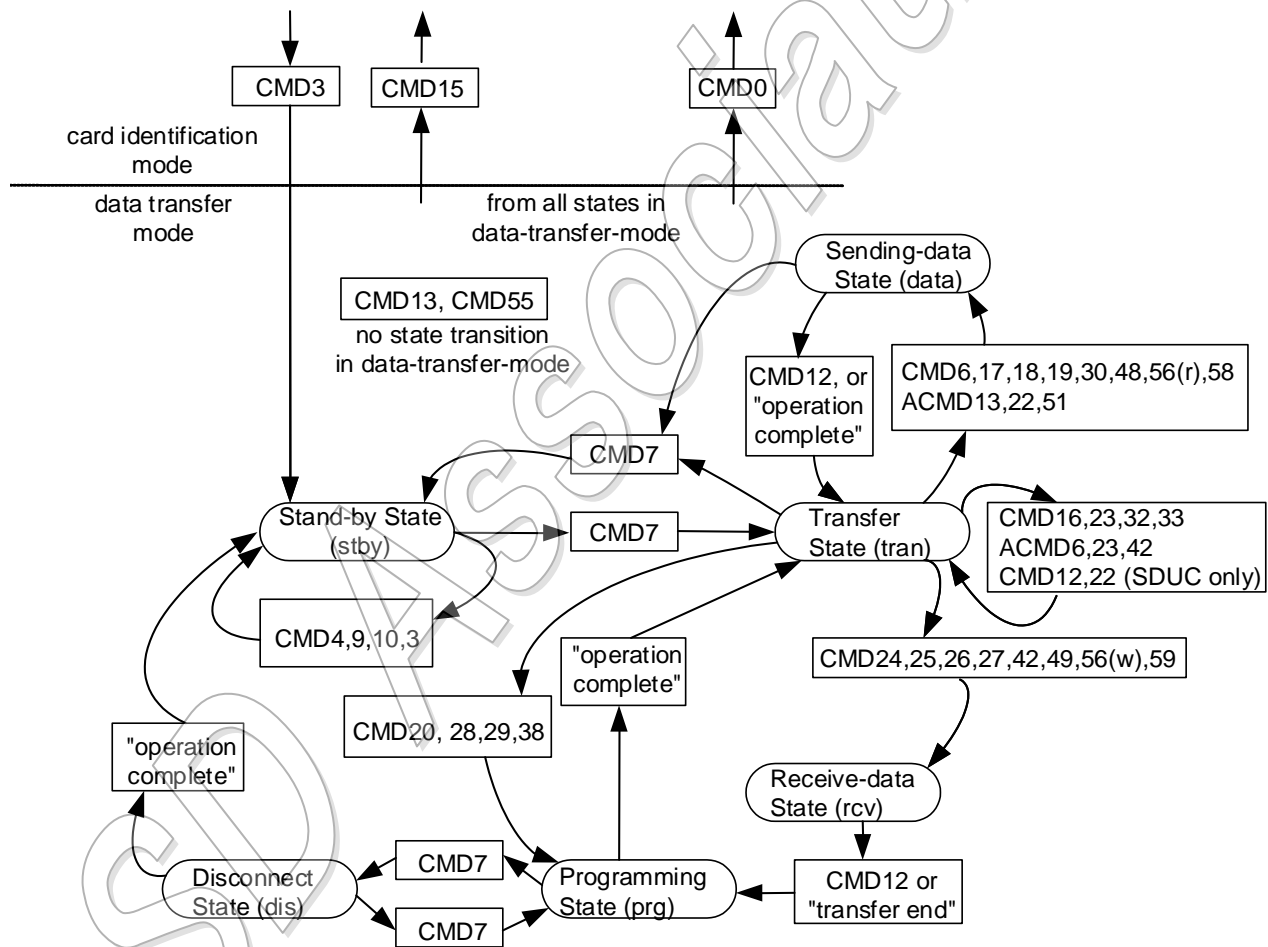 CMD3
CMD15
CMD0
card identification
mode
data transfer
mode
from all states in
data-transfer-mode
CMD13, CMD55
no state transition
in data-transfer-mode
Sending-data
State (data)
CMD12, or
"operation
complete"
CMD6,17,18,19,30,48,56(r),58
ACMD13,22,51
CMD7
Stand-by State
(stby)
CMD7
Transfer
State (tran)
CMD16,23,32,33
ACMD6,23,42
CMD12,22 (SDUC only)
CMD4,9,10,3
"operation
complete"
CMD24,25,26,27,42,49,56(w),59
CMD20, 28,29,38
"operation
complete"
Receive-data
State (rcv)
Disconnect
State (dis)
CMD7
CMD7
Programming
State (prg)
CMD12 or
"transfer end"
SD Associat